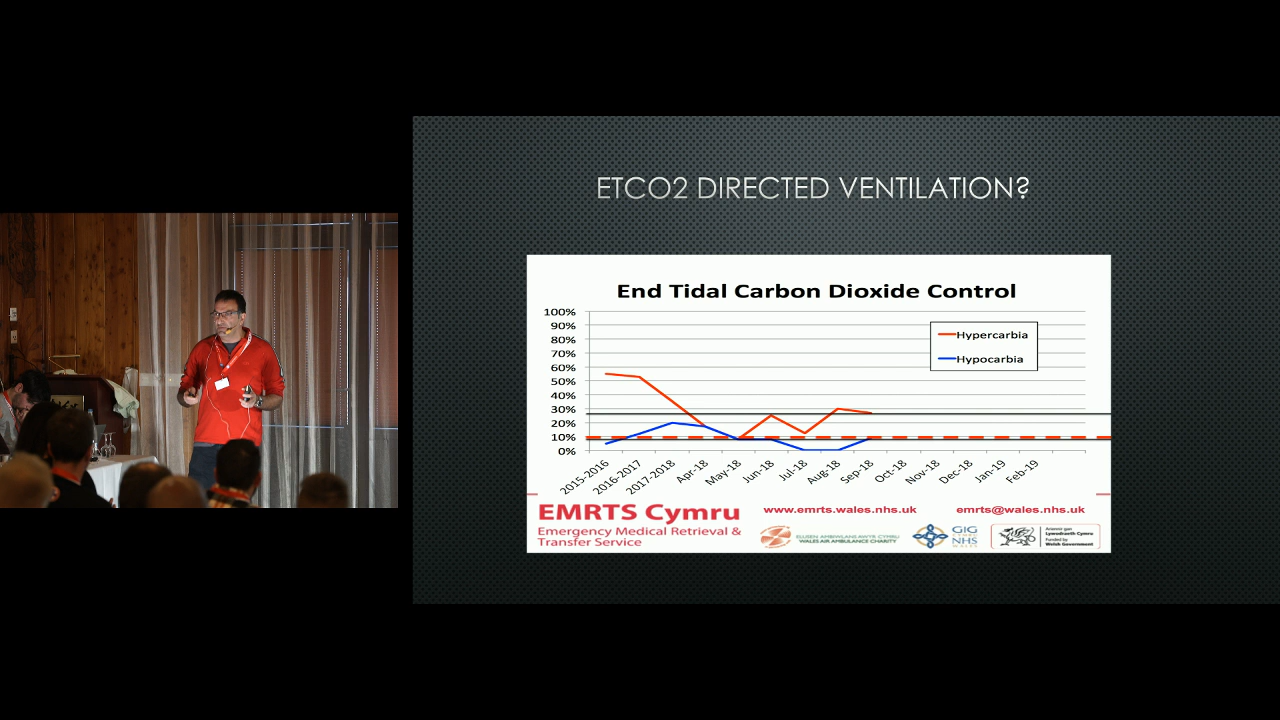 ETCO2 DIRECTED VENTILATION?
End Tidal Carbon Dioxide Control
100%
90%
80%
70%
60%
50%
40%
30%
20%
10%
0%
Hypercarbia
Hypocarbia
2015-2016
2016-2017
2017-2018
Apr-18
May-18
Jun-18
Jul-18
Aug-18
Sep-18
Oct-18
Nov-18
Dec-18
Jan-19
Feb-19
EMRTS Cymru
Emergency Medical Retrieval &
Transfer Service
www.emrts.wales.nhs.uk
emrts@wales.nhs.uk
WALES AIR AMBULANCE CHARITY
GIG
CYMRU
NHS
WALES
Ariennir gan
Lywodraeth Cymru
Funded by
Welsh Government